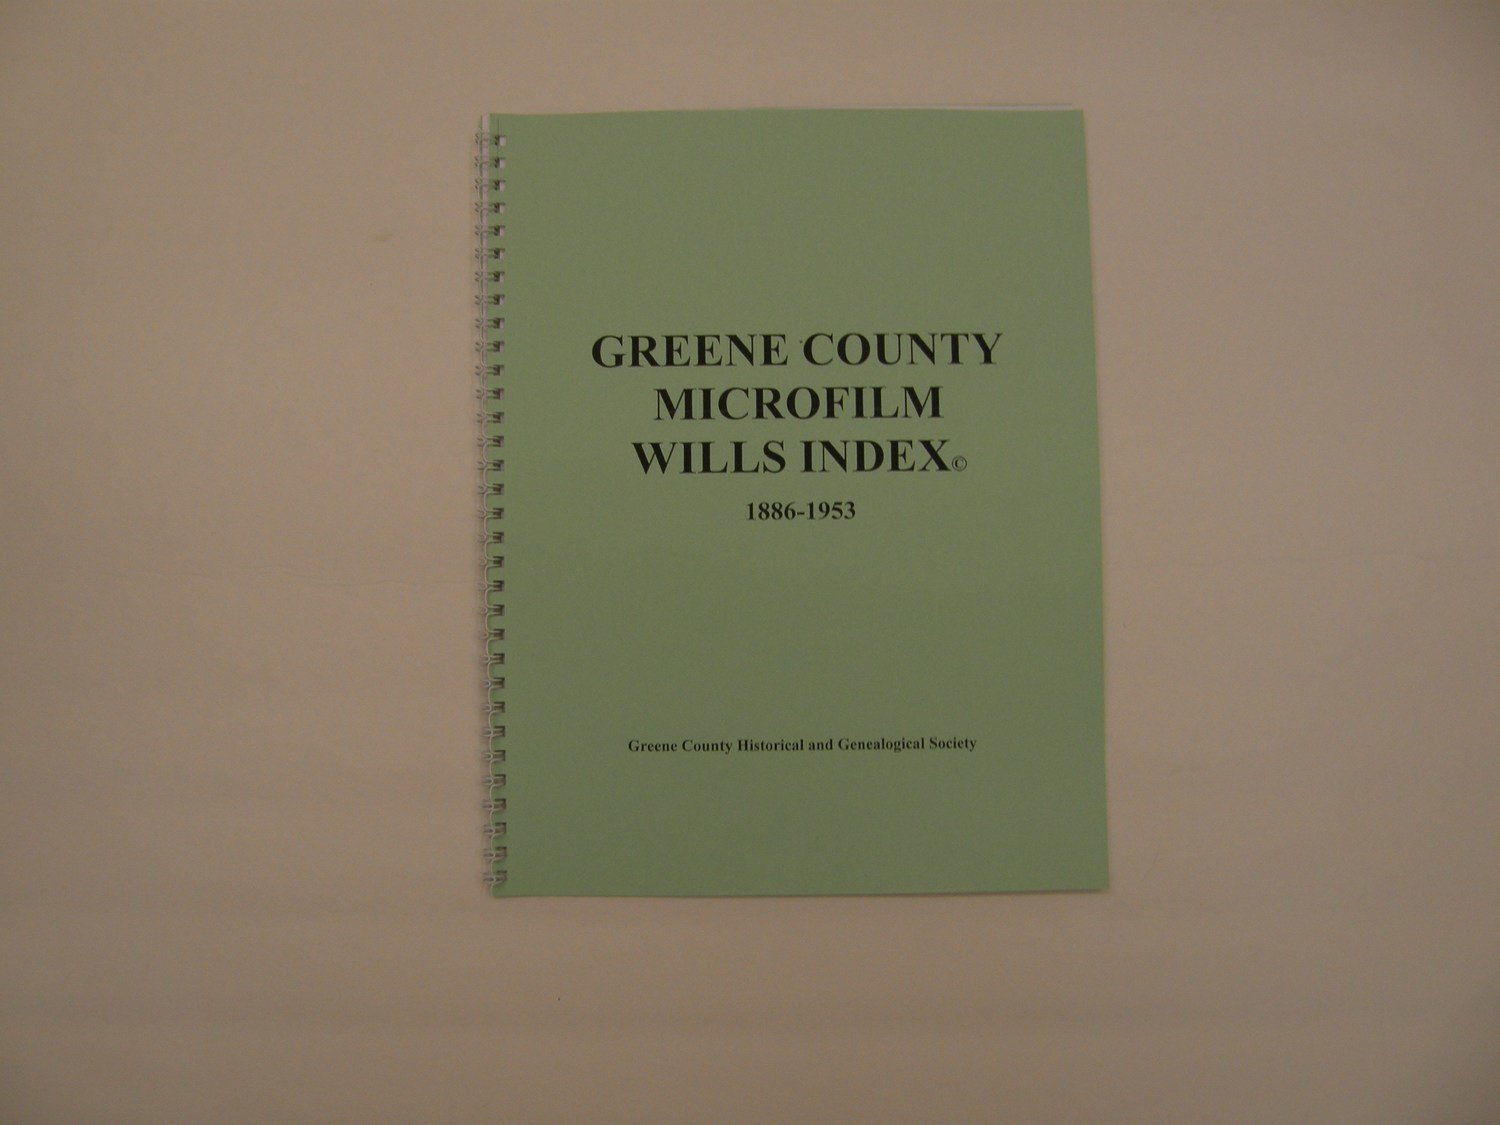 GREENE COUNTY
MICROFILM
WILLS INDEX©
1886-1953
Greene County Historical and Genealogical Society